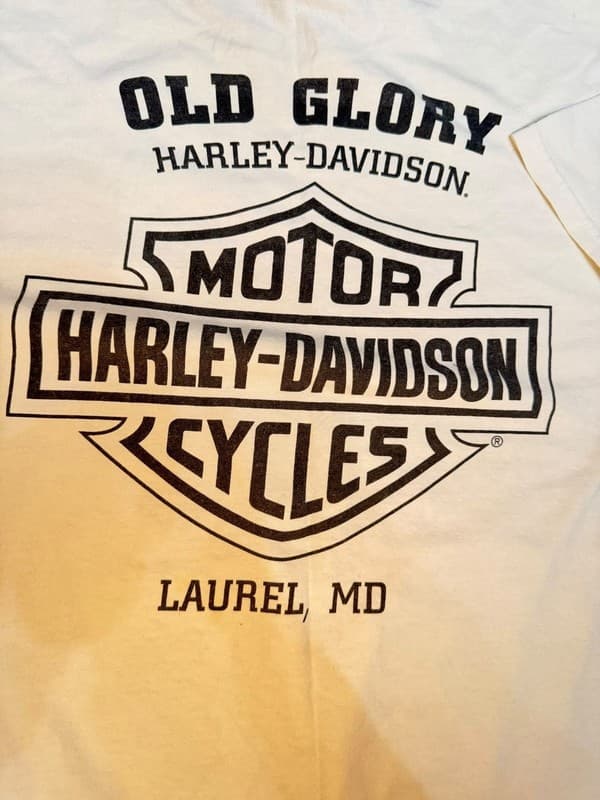 OLD GLORY
HARLEY-DAVIDSON.
MOTOR
HARLEY-DAVIDSON
CYCLES
®
LAUREL, MD